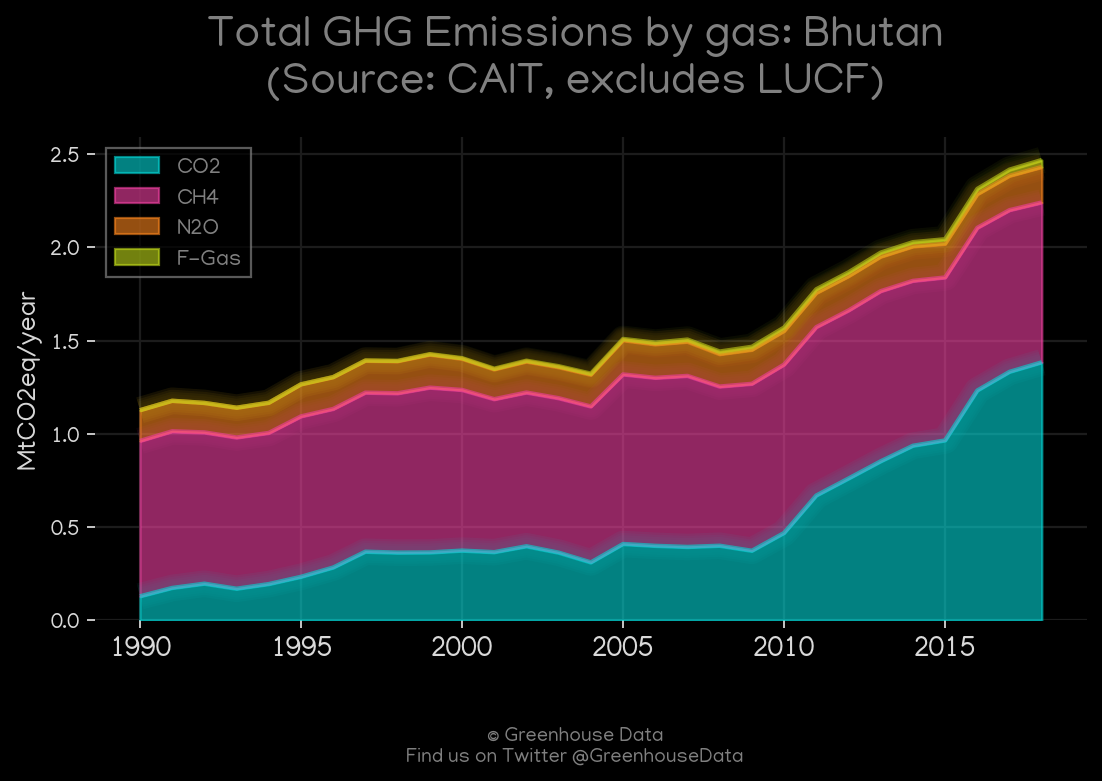 Total GHG Emissions by gas: Bhutan
(Source: CAIT, excludes LUCF)
CO2
CH4
N2O
F-Gas
MtCO2eq/year
2.5
2.0
1.5
1.0
0.5
0.0
1990 1995 2000 2005 2010 2015
© Greenhouse Data
Find us on Twitter @GreenhouseData